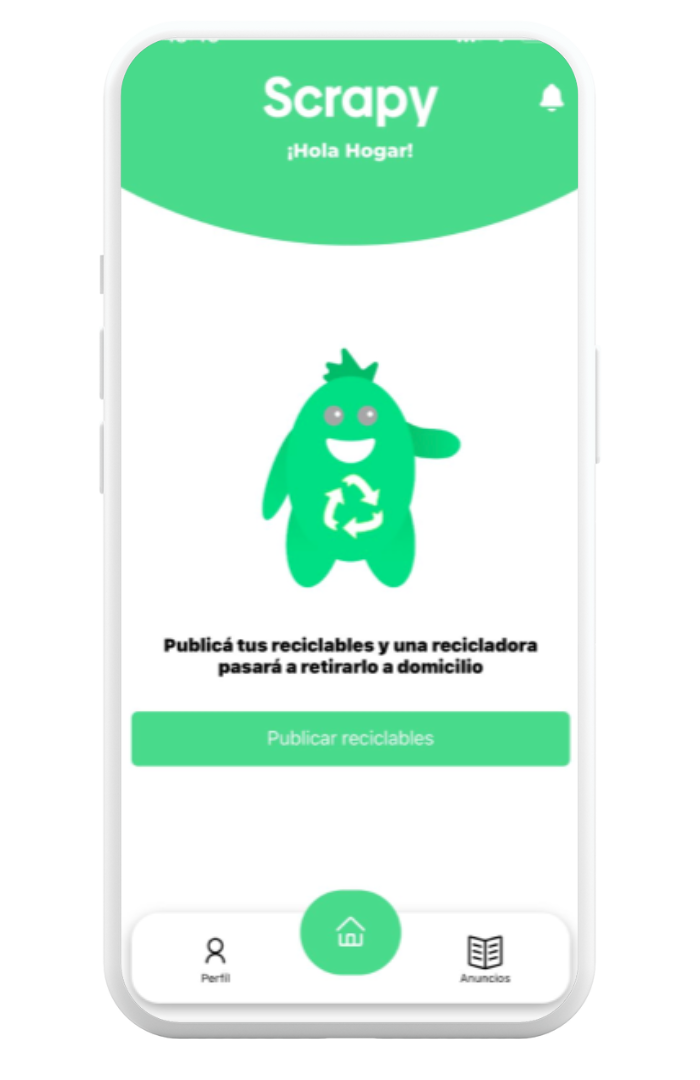 Scrapy
¡Hola Hogar!
Publicá tus reciclables y una recicladora
pasará a retirarlo a domicilio
Publicar reciclables
Perfil
Anuncios